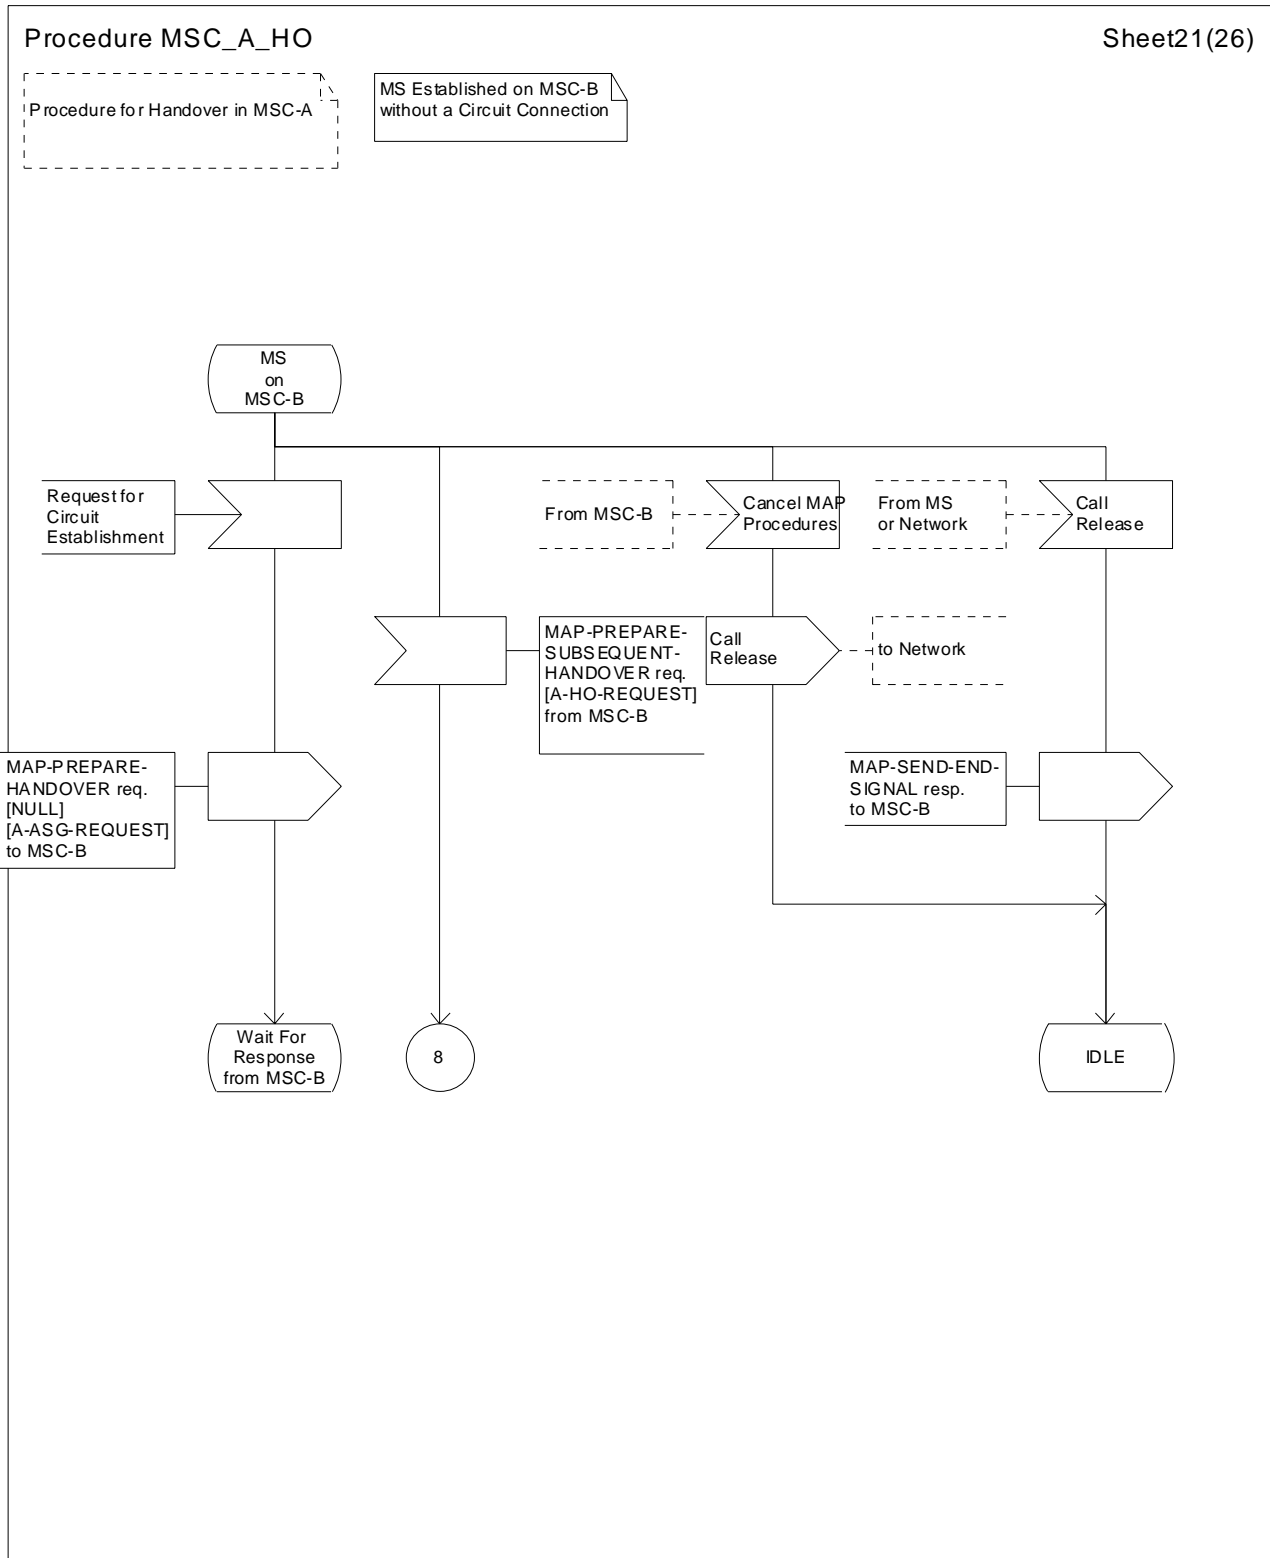 Procedure MSC_A_HO
Sheet21(26)
Procedure for Handover in MSC-A
MS Established on MSC-B
without a Circuit Connection
MS
on
MSC-B
Request for
Circuit
Establishment
From MSC-B
Cancel MAP
Procedures
From MS
or Network
Call
Release
MAP-PREPARE-
SUBSEQUENT-
HANDOVER req.
[A-HO-REQUEST]
from MSC-B
Call
Release
to Network
MAP-PREPARE-
HANDOVER req.
[NULL]
[A-ASG-REQUEST]
to MSC-B
MAP-SEND-END-
SIGNAL resp.
to MSC-B
Wait For
Response
from MSC-B
8
IDLE